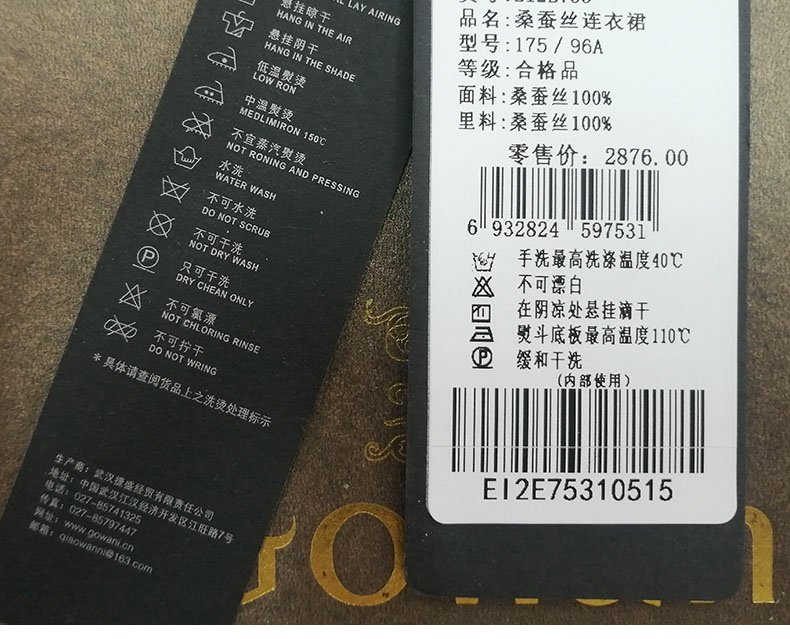 AL LAY AIRING
悬挂晾干
HANG IN THE AIR
悬挂阴干
HANG IN THE SHADE
低温熨烫
LOW RON
中温熨烫
MEDLIMIRON 150℃
不宜蒸汽熨烫
NOT RONING AND PRESSING
水洗
WATER WASH
不可水洗
DO NOT SCRUB
不可干洗
NOT DRY WASH
只可干洗
DRY CHEAN ONLY
不可氯漂
NOT CHLORING RINSE
不可拧干
DO NOT WRING
*具体请查阅货品上之洗烫处理标示
生产商：武汉捷盛经贸有限责任公司
地址：中国武汉江汉经济开发区江旺路7号
电话：027-85741325
传真：027-85797447
网址：www.gowani.cn
邮箱：qiaowanni@163.com
品名:桑蚕丝连衣裙
型号:175/96A
等级:合格品
面料:桑蚕丝100%
里料:桑蚕丝100%
零售价: 2876.00
6 932824 597531
手洗最高洗涤温度40℃
不可漂白
在阴凉处悬挂滴干
熨斗底板最高温度110℃
缓和干洗
(内部使用)
EI2E75310515